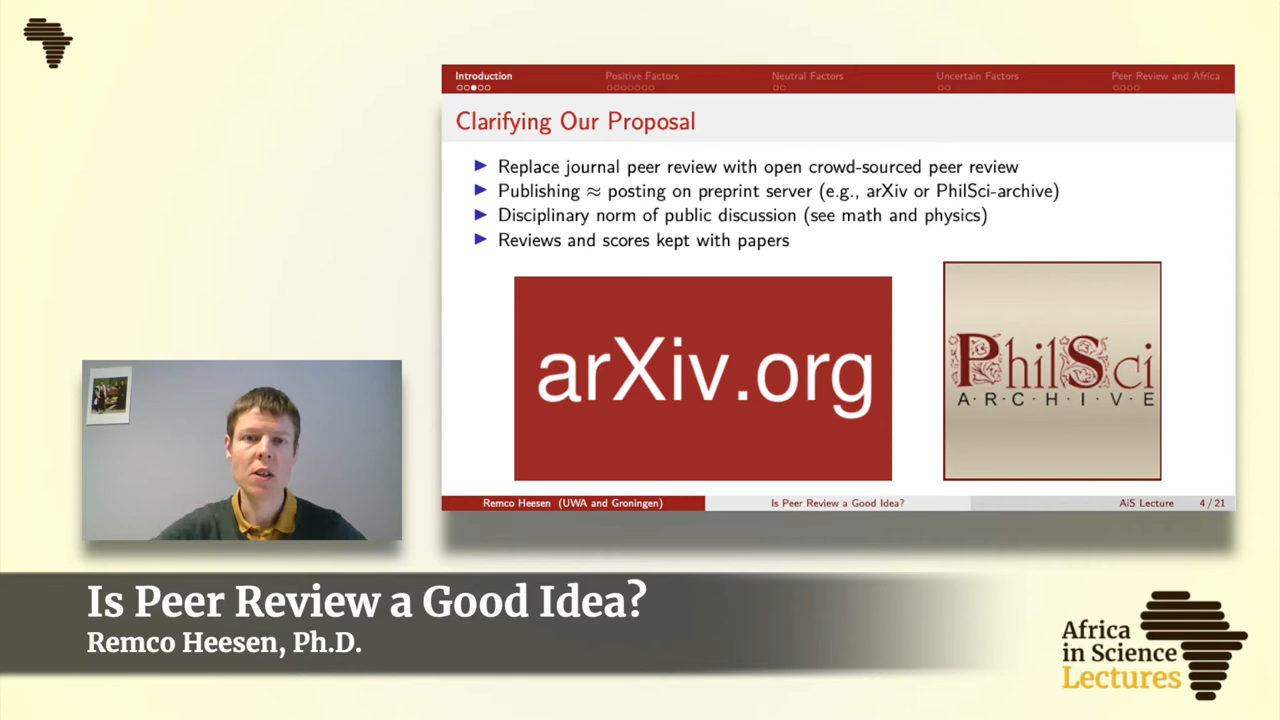 Introduction
Positive Factors
Neutral Factors
Uncertain Factors
Peer Review and Africa
Clarifying Our Proposal
Replace journal peer review with open crowd-sourced peer review
Publishing ≈ posting on preprint server (e.g., arXiv or PhilSci-archive)
Disciplinary norm of public discussion (see math and physics)
Reviews and scores kept with papers
arXiv.org
PhilSci
A·R·C·H·I·V·E
Remco Heesen (UWA and Groningen)
Is Peer Review a Good Idea?
AiS Lecture
4 / 21
Is Peer Review a Good Idea?
Remco Heesen, Ph.D.
Africa
in Science
Lectures